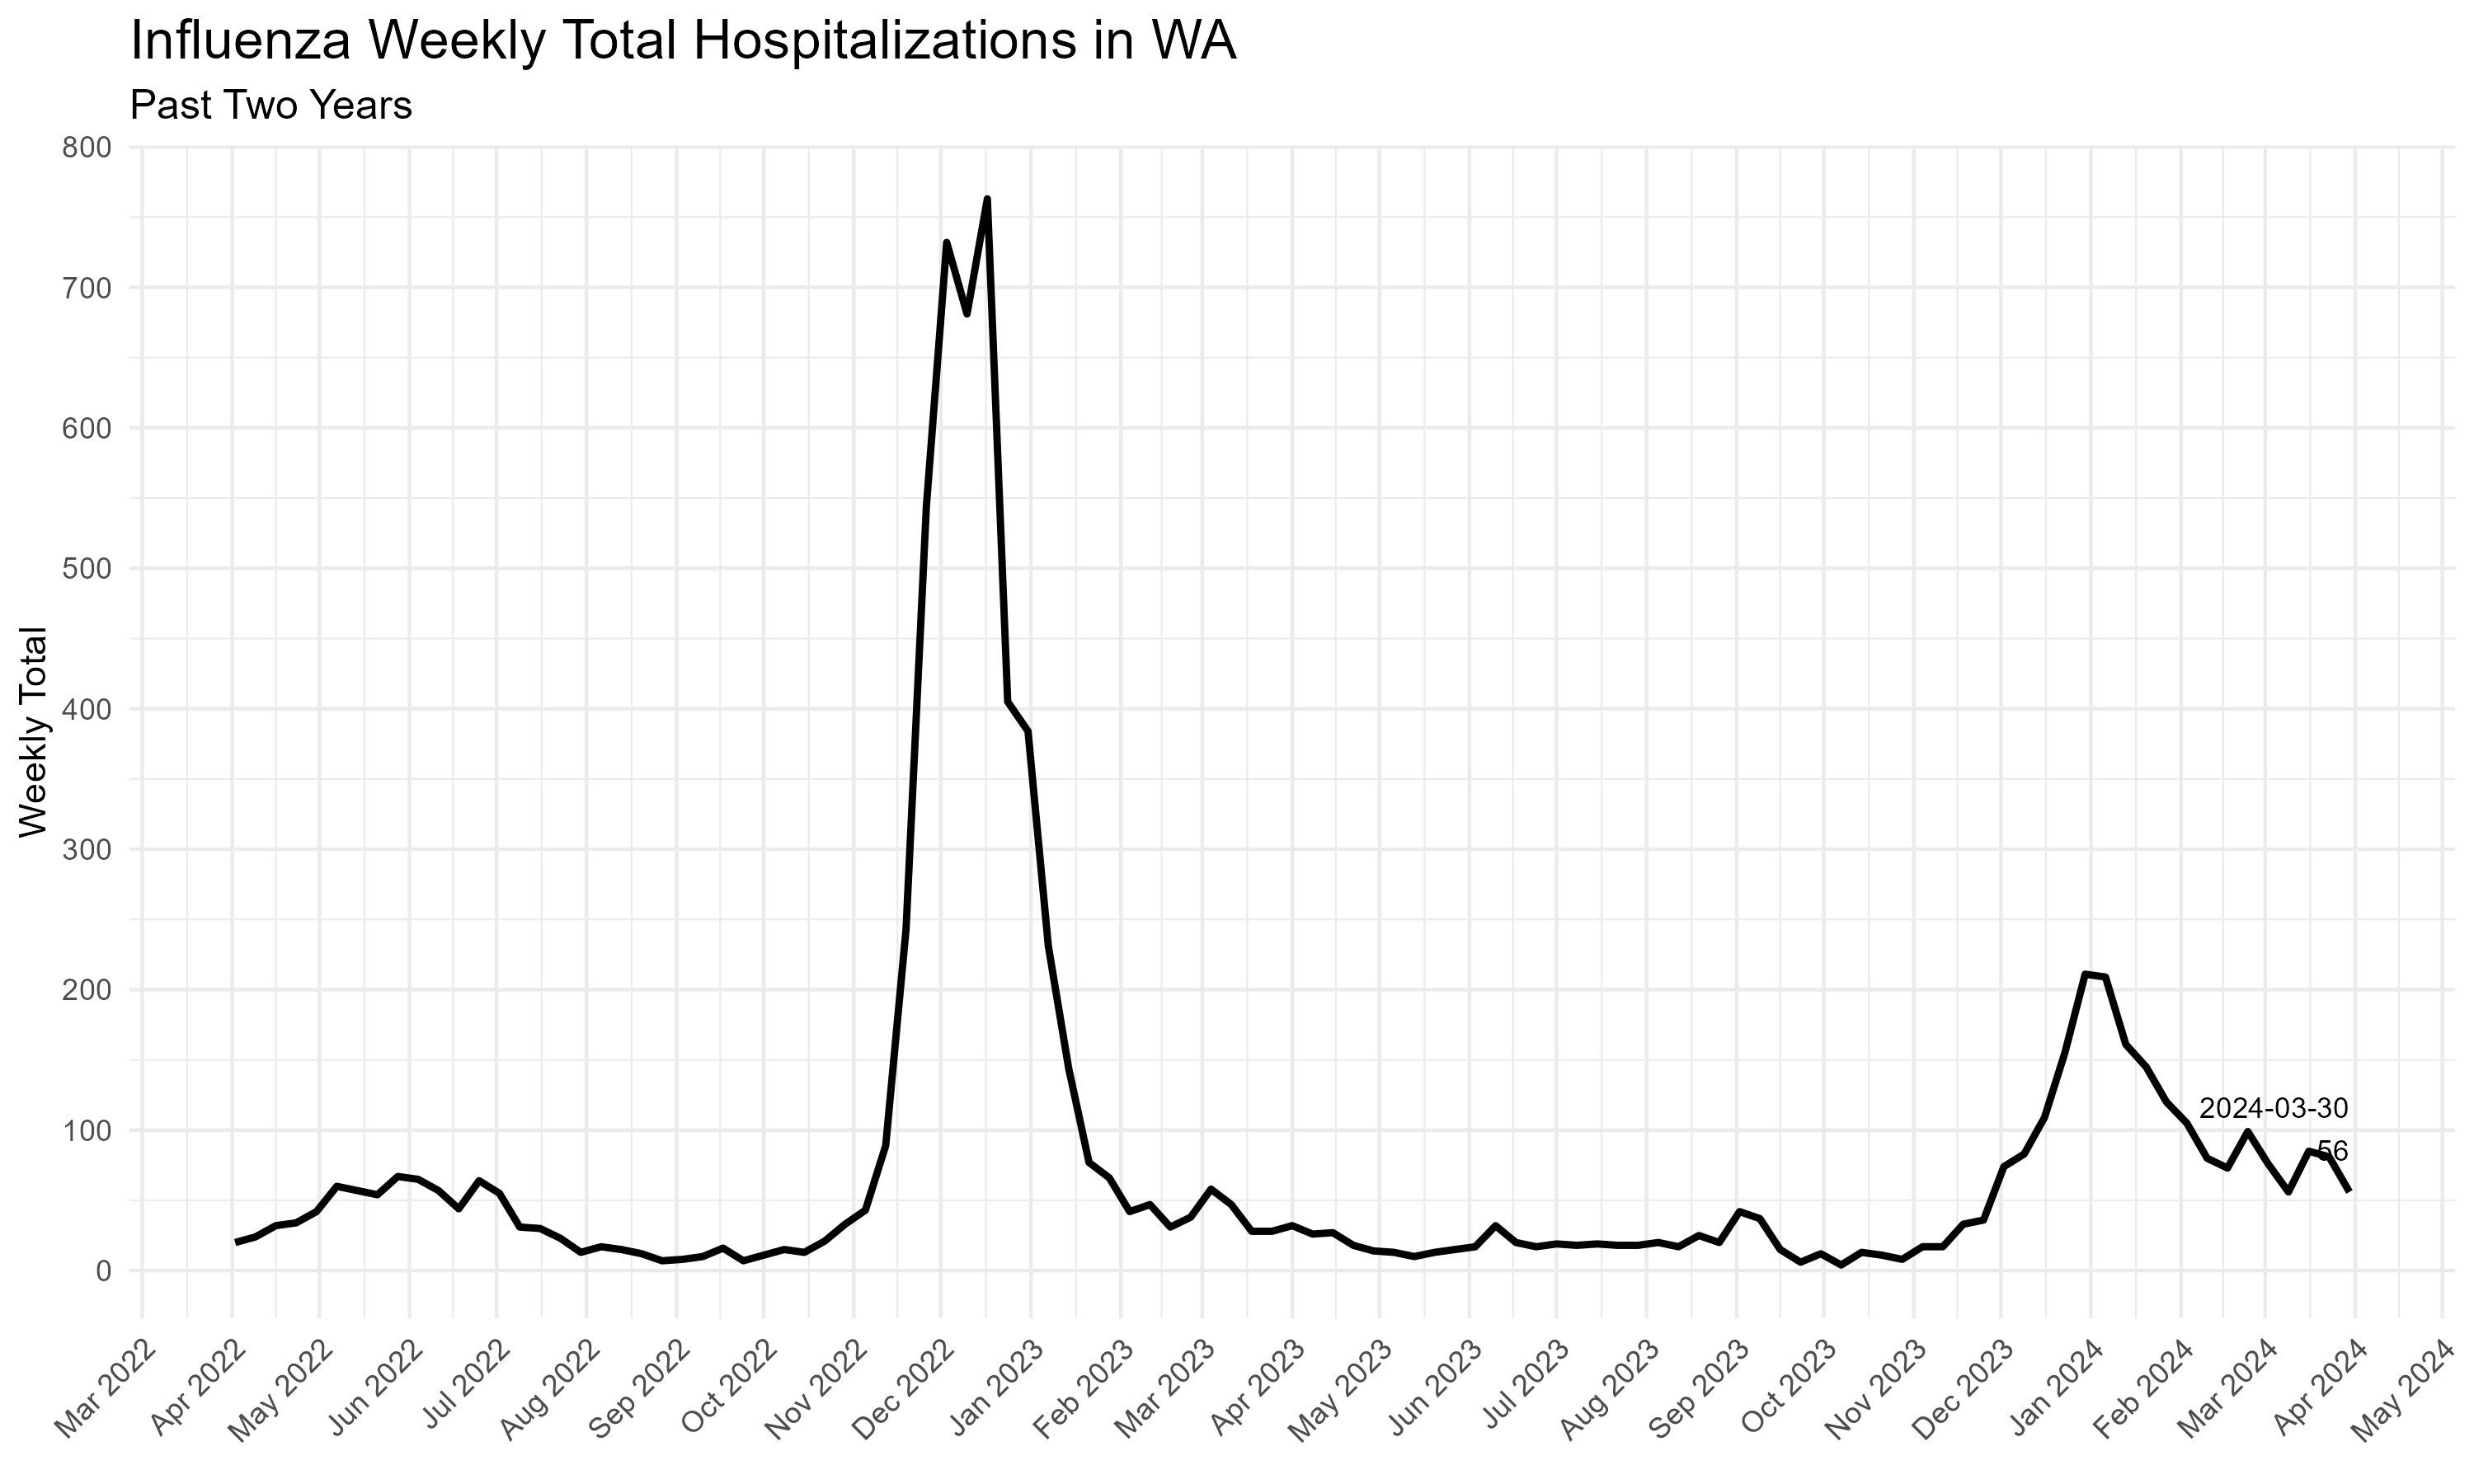 Influenza Weekly Total Hospitalizations in WA
Past Two Years
Weekly Total
800
700
600
500
400
300
200
100
0
2024-03-30
56
Mar 2022
Apr 2022
May 2022
Jun 2022
Jul 2022
Aug 2022
Sep 2022
Oct 2022
Nov 2022
Dec 2022
Jan 2023
Feb 2023
Mar 2023
Apr 2023
May 2023
Jun 2023
Jul 2023
Aug 2023
Sep 2023
Oct 2023
Nov 2023
Dec 2023
Jan 2024
Feb 2024
Mar 2024
Apr 2024
May 2024